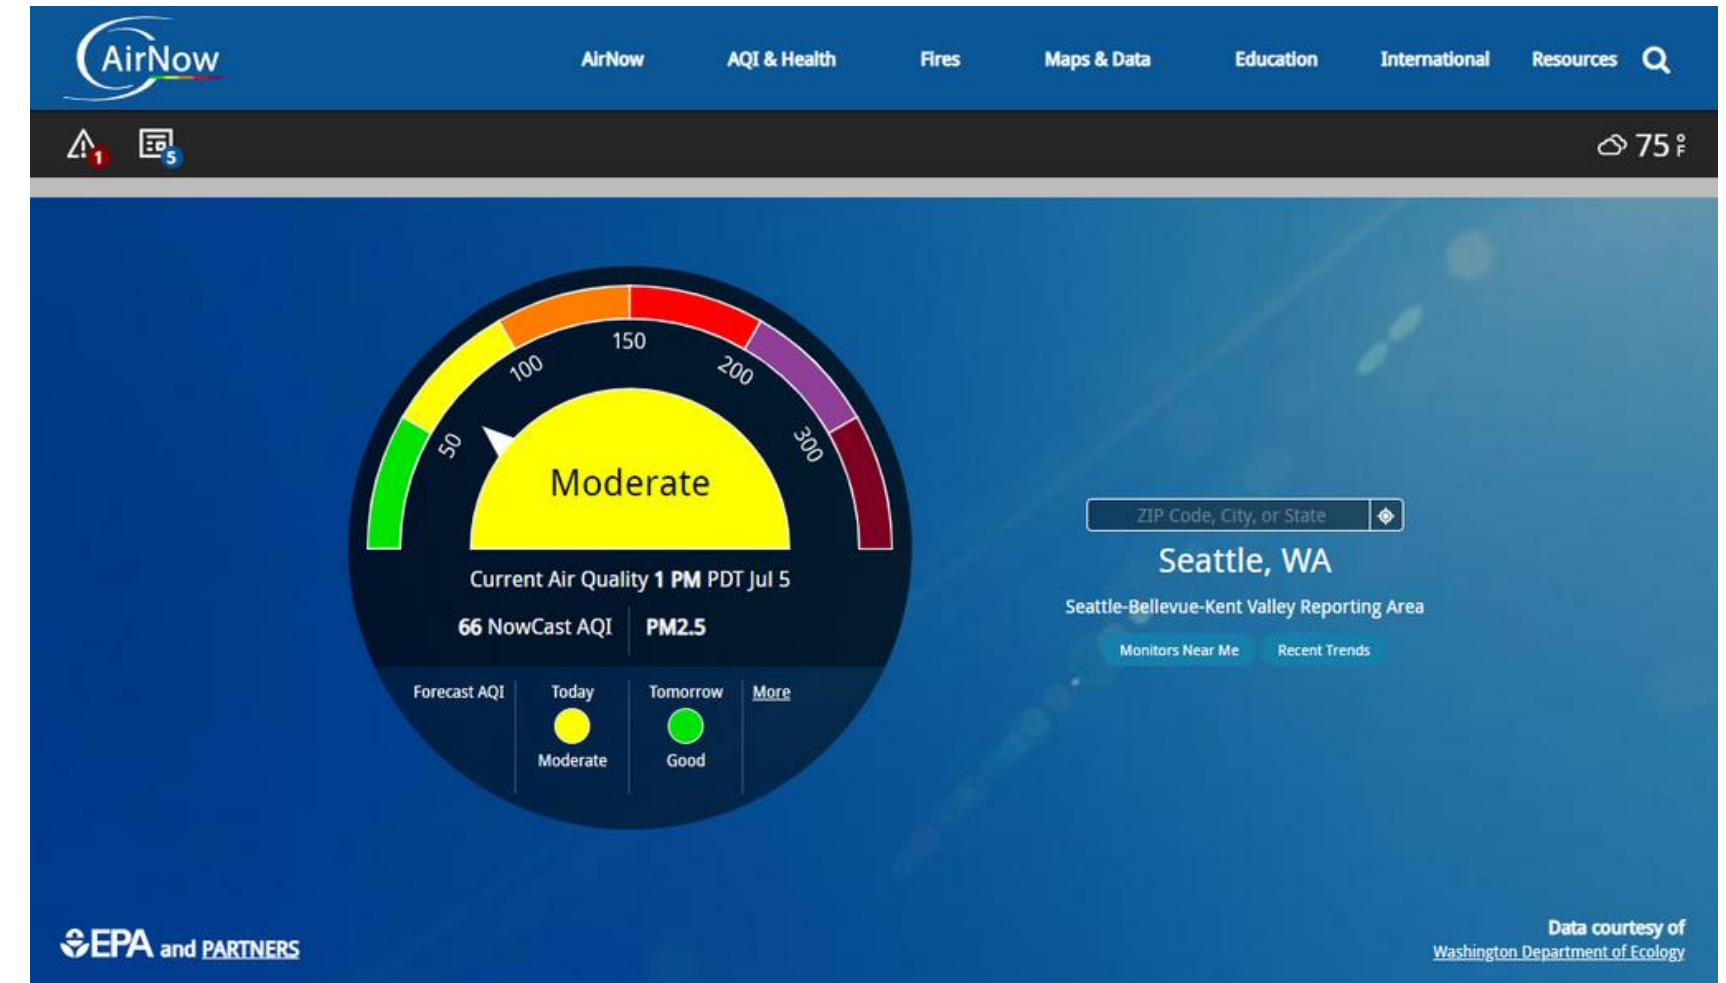 AirNow
AirNow AQI & Health Fires Maps & Data Education International Resources
1 5 75 °F
50 100 150 200 300
Moderate
Current Air Quality 1 PM PDT Jul 5
66 NowCast AQI PM2.5
Forecast AQI Today Tomorrow More
Moderate Good
ZIP Code, City, or State
Seattle, WA
Seattle-Bellevue-Kent Valley Reporting Area
Monitors Near Me Recent Trends
EPA and PARTNERS
Data courtesy of
Washington Department of Ecology